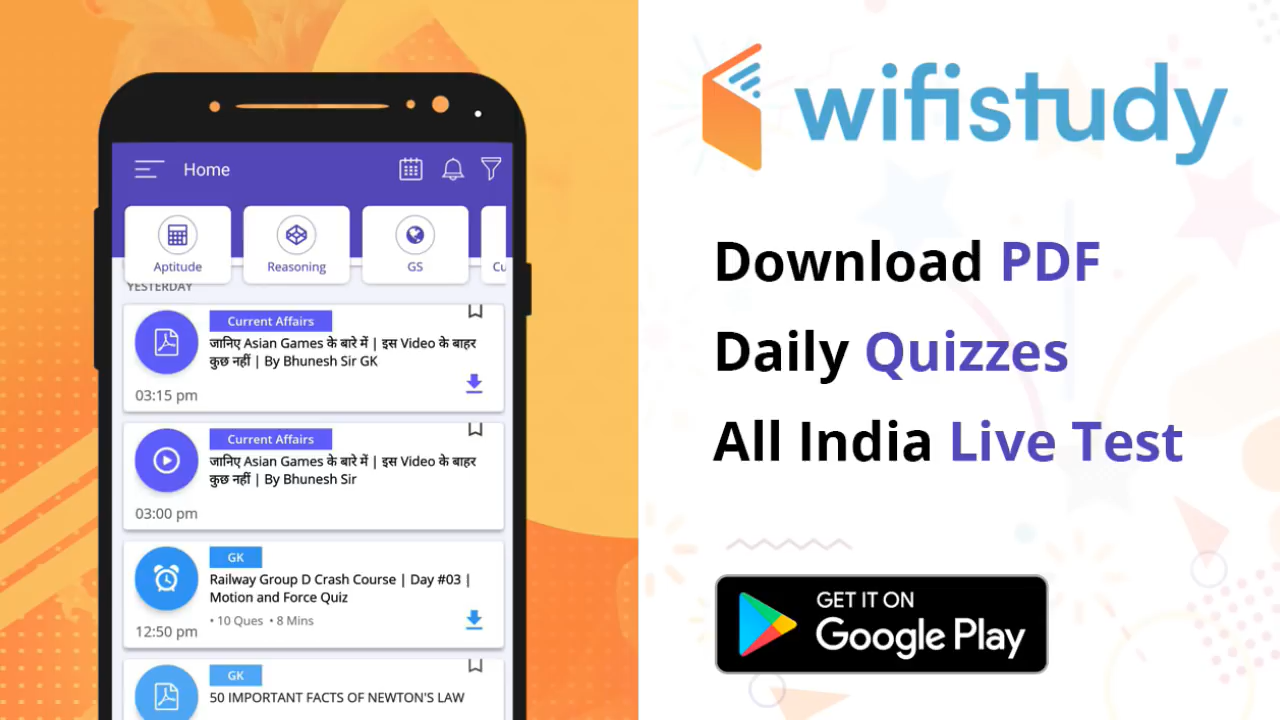 Home
Aptitude
Reasoning
GS
Cu
YESTERDAY
Current Affairs
जानिए Asian Games के बारे में | इस Video के बाहर
कुछ नहीं | By Bhunesh Sir GK
03:15 pm
Current Affairs
जानिए Asian Games के बारे में | इस Video के बाहर
कुछ नहीं | By Bhunesh Sir
03:00 pm
GK
Railway Group D Crash Course | Day #03 |
Motion and Force Quiz
• 10 Ques • 8 Mins
12:50 pm
GK
50 IMPORTANT FACTS OF NEWTON'S LAW
wifistudy
Download PDF
Daily Quizzes
All India Live Test
GET IT ON
Google Play